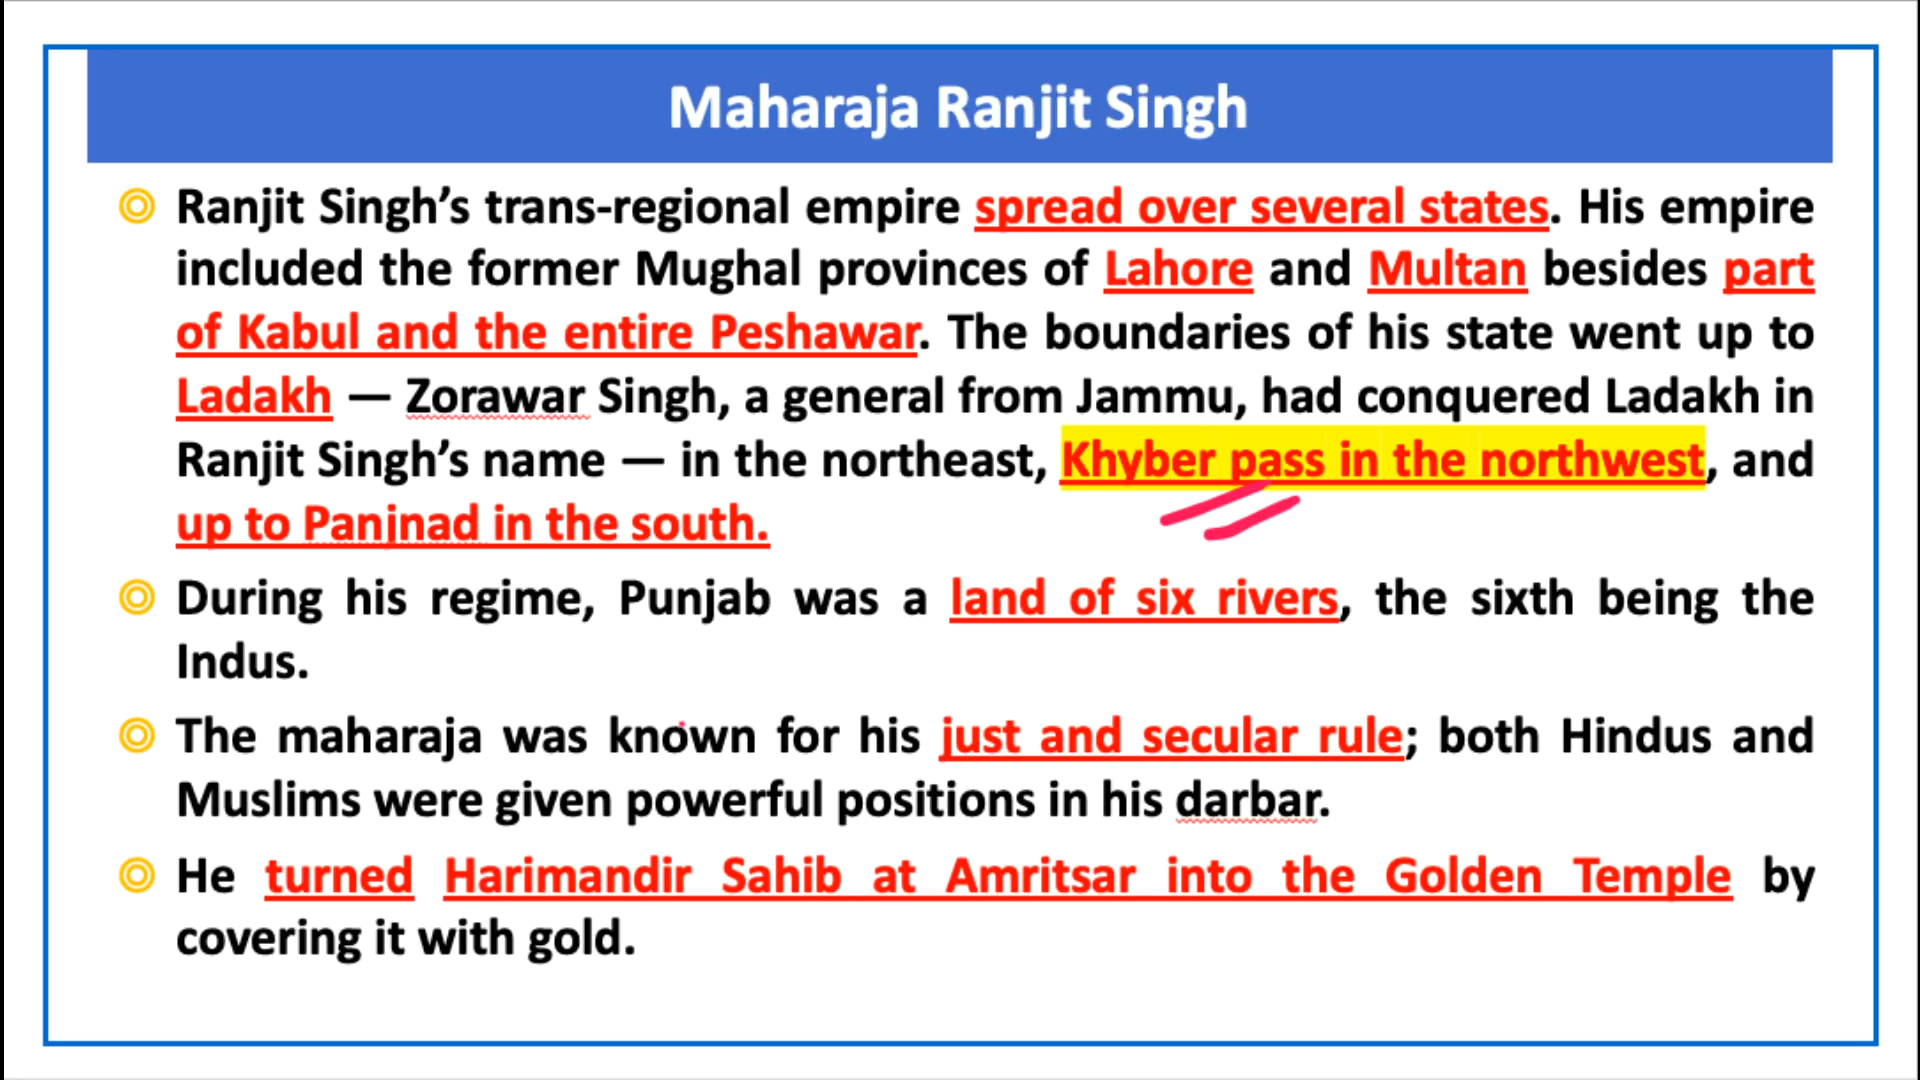 Maharaja Ranjit Singh
Ranjit Singh’s trans-regional empire spread over several states. His empire
included the former Mughal provinces of Lahore and Multan besides part
of Kabul and the entire Peshawar. The boundaries of his state went up to
Ladakh — Zorawar Singh, a general from Jammu, had conquered Ladakh in
Ranjit Singh’s name — in the northeast, Khyber pass in the northwest, and
up to Panjnad in the south.
During his regime, Punjab was a land of six rivers, the sixth being the
Indus.
The maharaja was known for his just and secular rule; both Hindus and
Muslims were given powerful positions in his darbar.
He turned Harimandir Sahib at Amritsar into the Golden Temple by
covering it with gold.